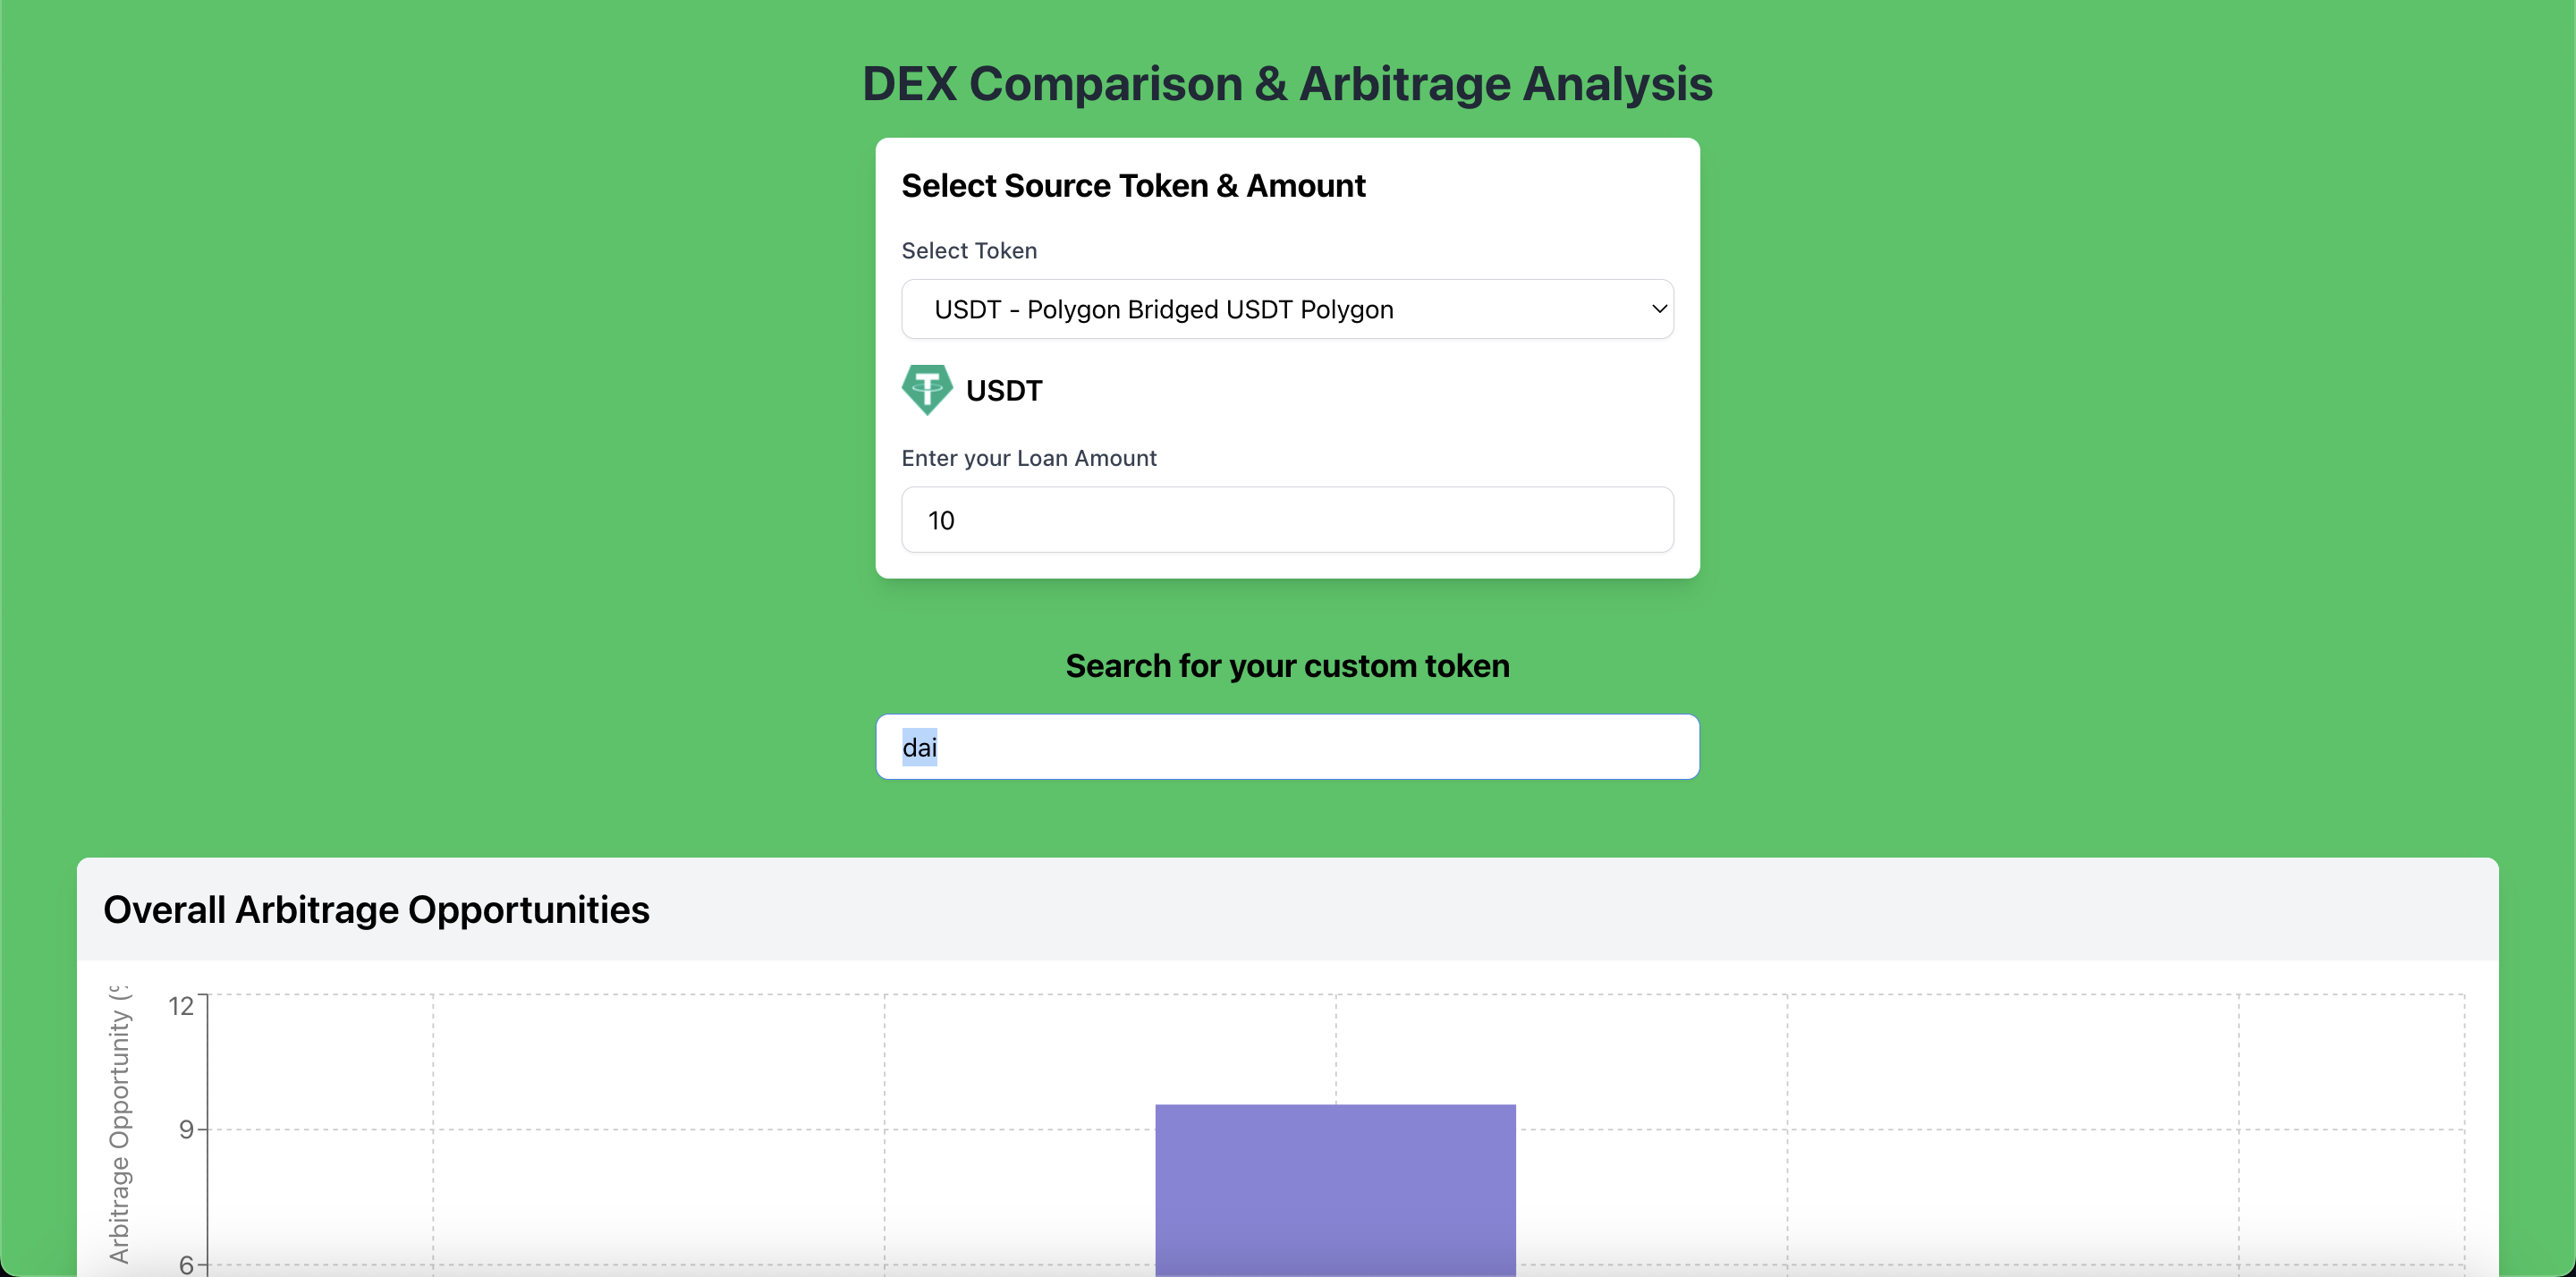 DEX Comparison & Arbitrage Analysis
Select Source Token & Amount
Select Token
USDT - Polygon Bridged USDT Polygon
USDT
Enter your Loan Amount
10
Search for your custom token
dai
Overall Arbitrage Opportunities
Arbitrage Opportunity (
12
9
6